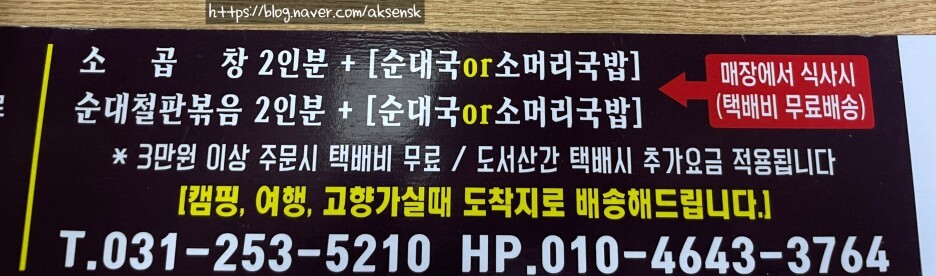 https://blog.naver.com/aksensk
소 곱 창 2인분 + [순대국or소머리국밥]
순대철판볶음 2인분 + [순대국or소머리국밥]
매장에서 식사시
(택배비 무료배송)
* 3만원 이상 주문시 택배비 무료 / 도서산간 택배시 추가요금 적용됩니다
[캠핑, 여행, 고향가실때 도착지로 배송해드립니다.]
T.031-253-5210 HP.010-4643-3764